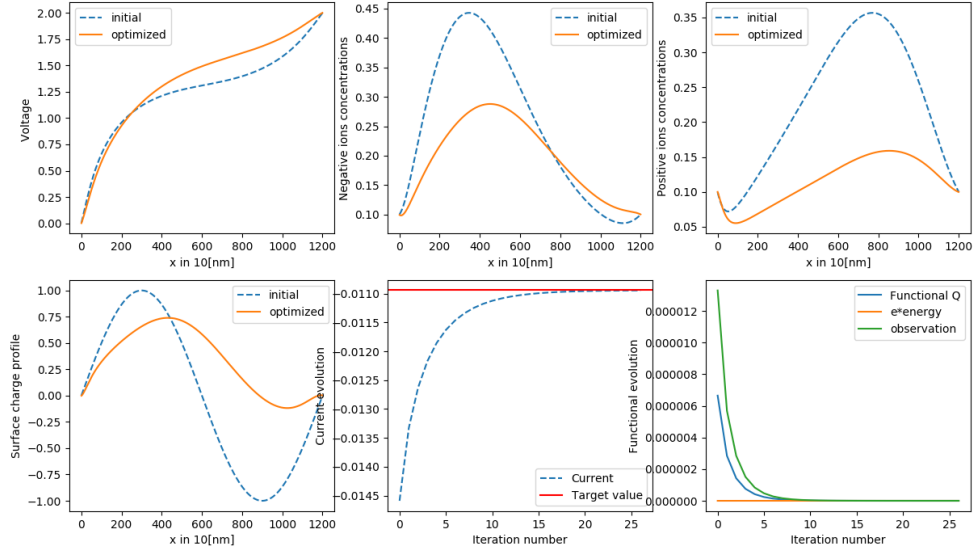 2.00
1.75
1.50
1.25
1.00
0.75
0.50
0.25
0.00
Voltage
initial
optimized
0 200 400 600 800 1000 1200
x in 10[nm]
0.45
0.40
0.35
0.30
0.25
0.20
0.15
0.10
Negative ions concentrations
initial
optimized
0 200 400 600 800 1000 1200
x in 10[nm]
0.35
0.30
0.25
0.20
0.15
0.10
0.05
Positive ions concentrations
initial
optimized
0 200 400 600 800 1000 1200
x in 10[nm]
1.00
0.75
0.50
0.25
0.00
−0.25
−0.50
−0.75
−1.00
Surface charge profile
initial
optimized
0 200 400 600 800 1000 1200
x in 10[nm]
−0.0110
−0.0115
−0.0120
−0.0125
−0.0130
−0.0135
−0.0140
−0.0145
Current evolution
Current
Target value
0 5 10 15 20 25
Iteration number
0.000012
0.000010
0.000008
0.000006
0.000004
0.000002
0.000000
Functional evolution
Functional Q
e*energy
observation
0 5 10 15 20 25
Iteration number